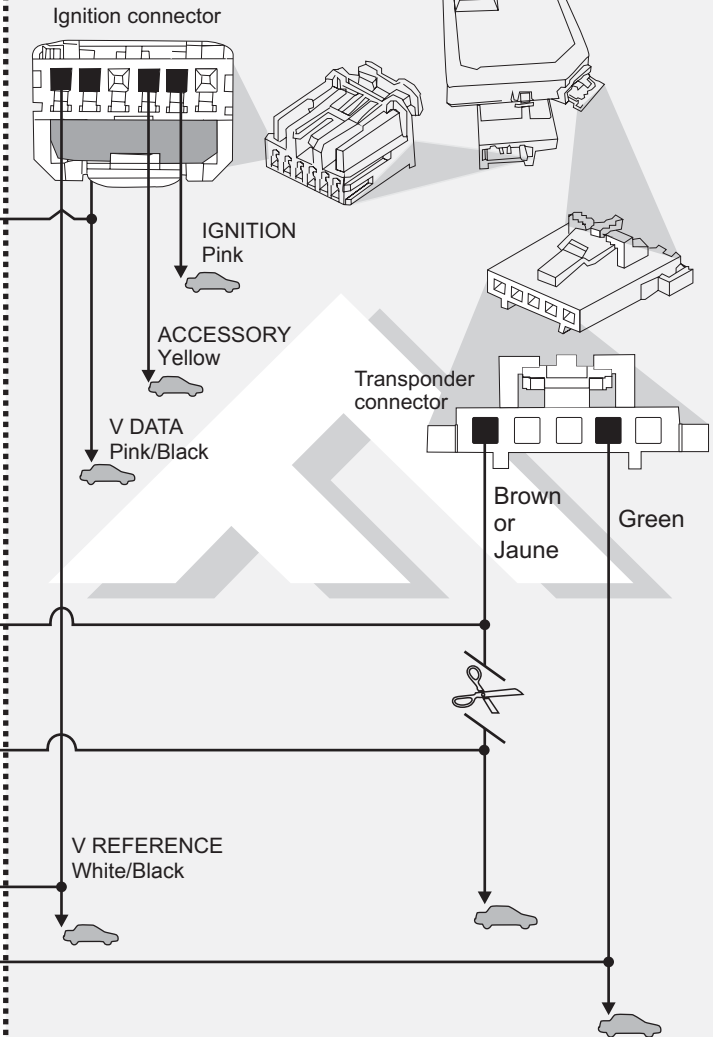 Ignition connector
IGNITION
Pink
ACCESSORY
Yellow
Transponder
connector
V DATA
Pink/Black
Brown
or
Jaune
Green
V REFERENCE
White/Black